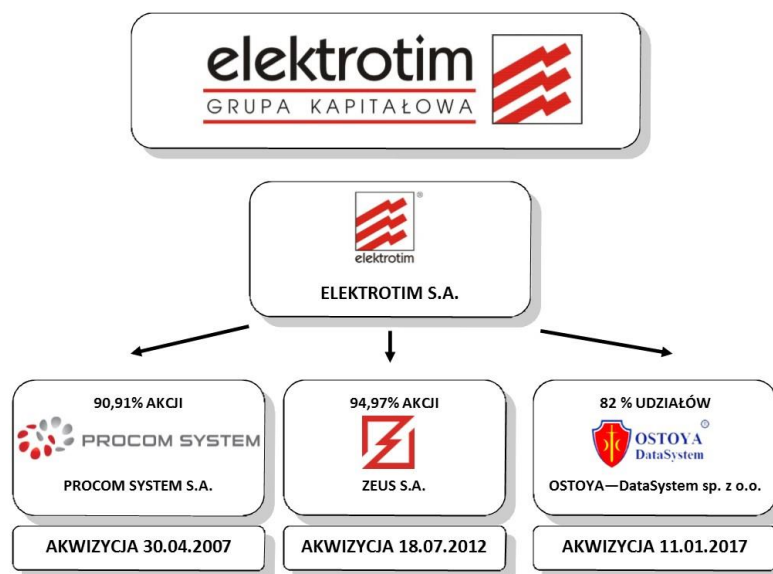 elektrotim
GRUPA KAPITAŁOWA
®
elektrotim
ELEKTROTIM S.A.
90,91% AKCJI
PROCOM SYSTEM
PROCOM SYSTEM S.A.
94,97% AKCJI
ZEUS S.A.
82 % UDZIAŁÓW
®
OSTOYA
DataSystem
OSTOYA—DataSystem sp. z o.o.
AKWIZYCJA 30.04.2007
AKWIZYCJA 18.07.2012
AKWIZYCJA 11.01.2017